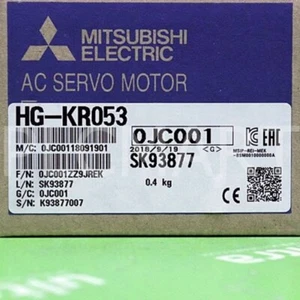 MITSUBISHI
ELECTRIC
AC SERVO MOTOR
HG-KR053
0JC001
M/C: 0JC00118091901
2018/9/19 <G>
SK93877
0.4 kg
F/N: 0JC001ZZ9JREK
L/N: SK93877
G/C: 0JC001
S/N: K93877007